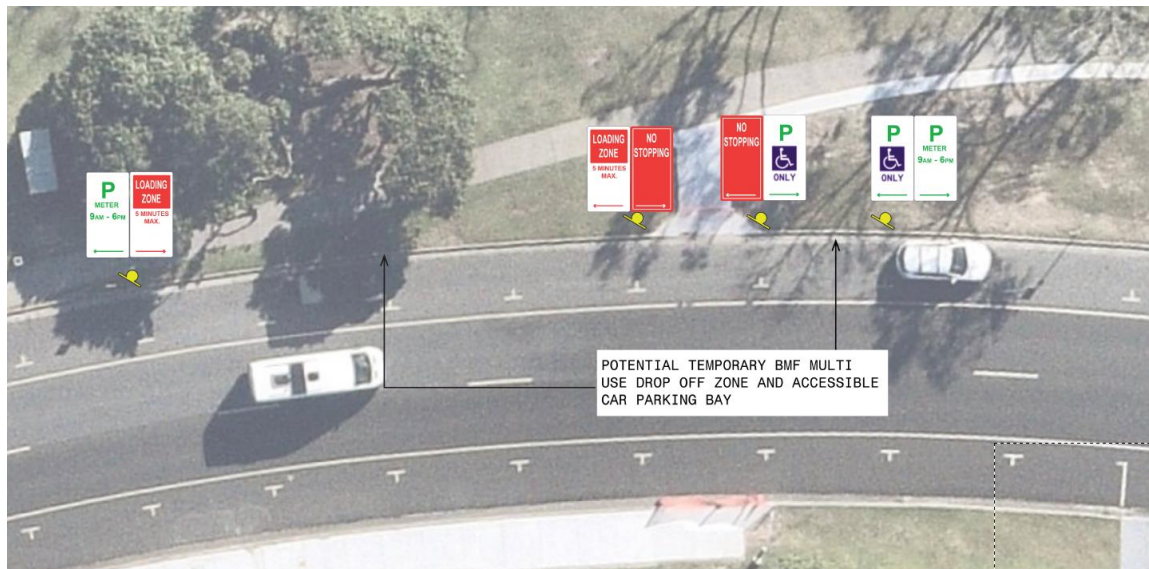 P
METER
9AM - 6PM
LOADING
ZONE
5 MINUTES
MAX.
LOADING
ZONE
5 MINUTES
MAX.
NO
STOPPING
NO
STOPPING
P
ONLY
P
ONLY
P
METER
9AM - 6PM
POTENTIAL TEMPORARY BMF MULTI
USE DROP OFF ZONE AND ACCESSIBLE
CAR PARKING BAY